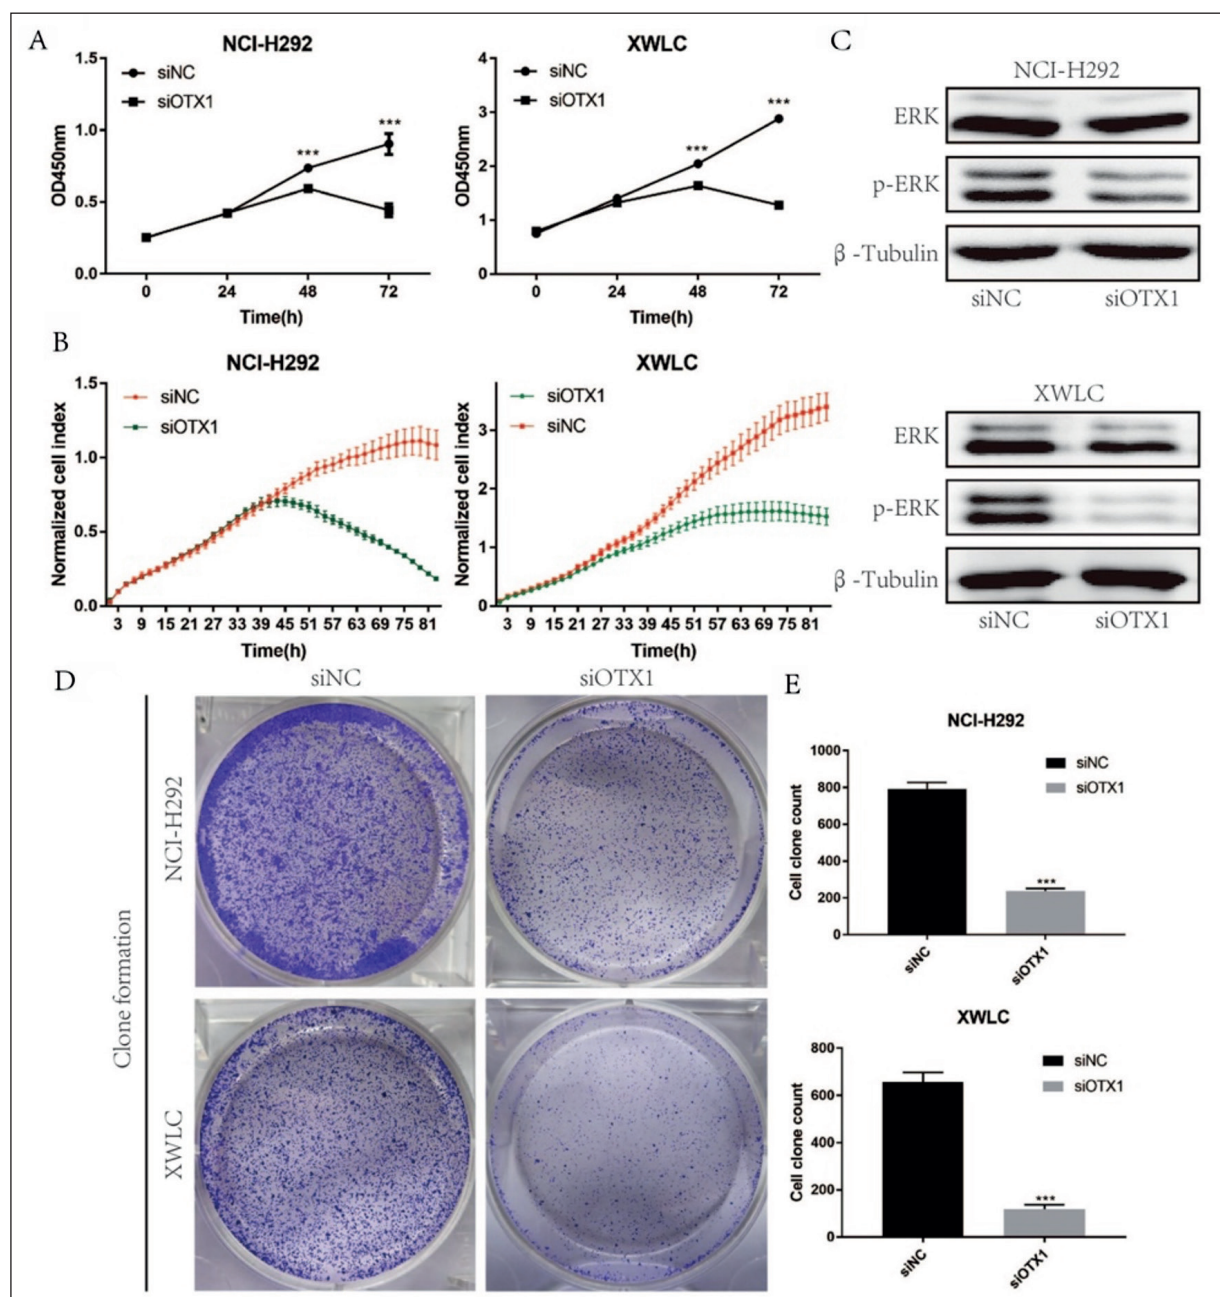 A
NCI-H292
siNC
siOTX1
OD450nm
1.5
1.0
0.5
0.0
***
***
0 24 48 72
Time(h)
XWLC
siNC
siOTX1
OD450nm
4
3
2
1
0
***
***
0 24 48 72
Time(h)
B
NCI-H292
siNC
siOTX1
Normalized cell index
1.5
1.0
0.5
0.0
3 9 15 21 27 33 39 45 51 57 63 69 75 81
Time(h)
XWLC
siOTX1
siNC
Normalized cell index
3
2
1
0
3 9 15 21 27 33 39 45 51 57 63 69 75 81
Time(h)
C
NCI-H292
ERK
p-ERK
β -Tubulin
siNC siOTX1
XWLC
ERK
p-ERK
β -Tubulin
siNC siOTX1
D
siNC siOTX1
Clone formation
NCI-H292
XWLC
E
NCI-H292
siNC
siOTX1
Cell clone count
1000
800
600
400
200
0
***
siNC siOTX1
XWLC
siNC
siOTX1
Cell clone count
800
600
400
200
0
***
siNC siOTX1